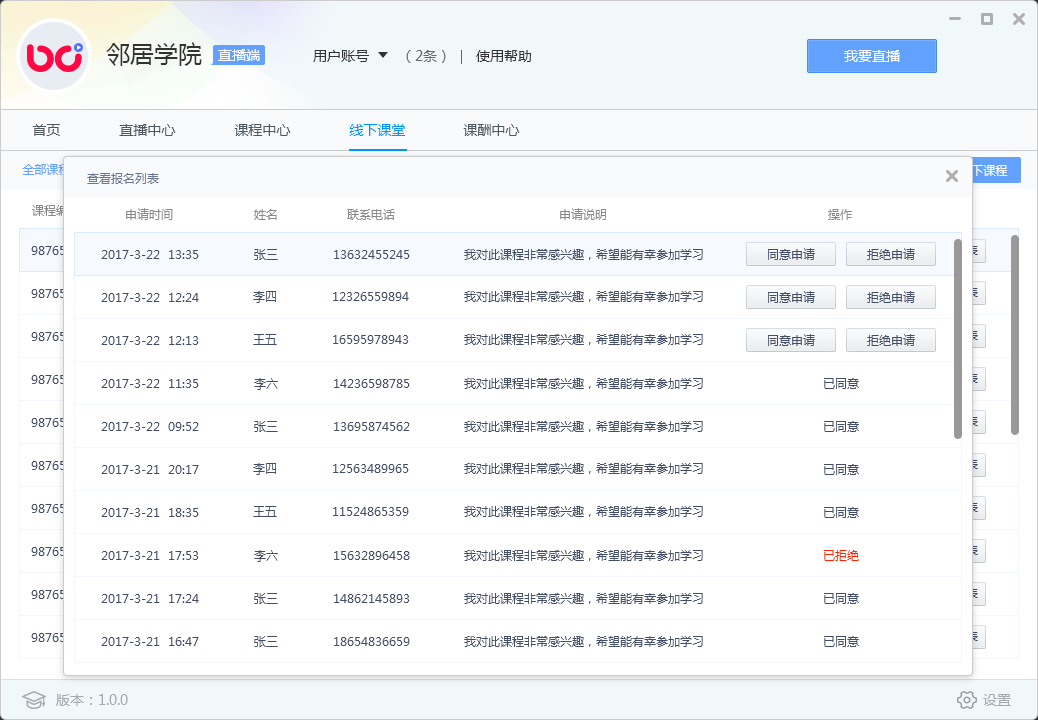 邻居学院 直播端
用户账号 （2条） | 使用帮助
我要直播
首页 直播中心 课程中心 线下课堂 课酬中心
全部课程 下课程
查看报名列表
课程编
申请时间 姓名 联系电话 申请说明 操作
98765 2017-3-22 13:35 张三 13632455245 我对此课程非常感兴趣，希望能有幸参加学习 同意申请 拒绝申请 表
98765 2017-3-22 12:24 李四 12326559894 我对此课程非常感兴趣，希望能有幸参加学习 同意申请 拒绝申请 表
98765 2017-3-22 12:13 王五 16595978943 我对此课程非常感兴趣，希望能有幸参加学习 同意申请 拒绝申请 表
98765 2017-3-22 11:35 李六 14236598785 我对此课程非常感兴趣，希望能有幸参加学习 已同意 表
98765 2017-3-22 09:52 张三 13695874562 我对此课程非常感兴趣，希望能有幸参加学习 已同意 表
98765 2017-3-21 20:17 李四 12563489965 我对此课程非常感兴趣，希望能有幸参加学习 已同意 表
98765 2017-3-21 18:35 王五 11524865359 我对此课程非常感兴趣，希望能有幸参加学习 已同意 表
98765 2017-3-21 17:53 李六 15632896458 我对此课程非常感兴趣，希望能有幸参加学习 已拒绝 表
98765 2017-3-21 17:24 张三 14862145893 我对此课程非常感兴趣，希望能有幸参加学习 已同意 表
98765 2017-3-21 16:47 张三 18654836659 我对此课程非常感兴趣，希望能有幸参加学习 已同意 表
版本：1.0.0 设置